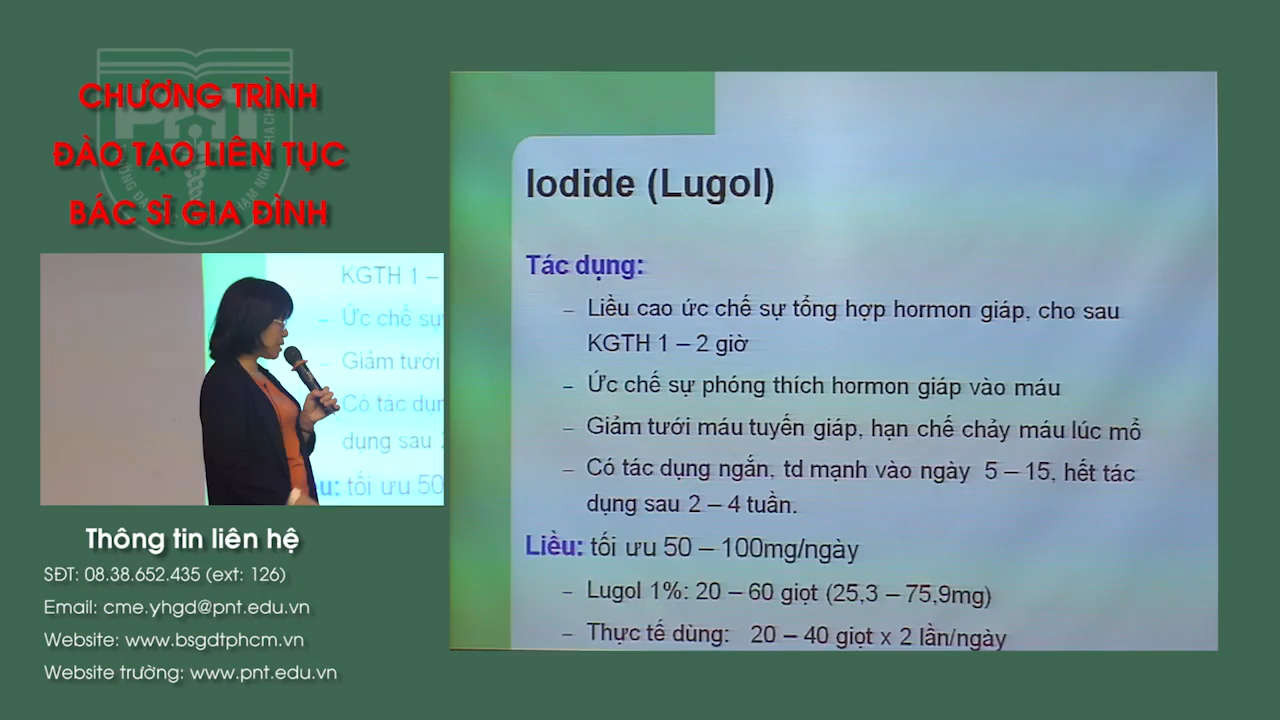 CHƯƠNG TRÌNH
ĐÀO TẠO LIÊN TỤC
BÁC SĨ GIA ĐÌNH
PNT
KGTH 1 –
– Ức chế sự
Giảm tưới
Có tác dụn
dụng sau
u: tối ưu 50
Thông tin liên hệ
SĐT: 08.38.652.435 (ext: 126)
Email: cme.yhgd@pnt.edu.vn
Website: www.bsgdtphcm.vn
Website trường: www.pnt.edu.vn
Iodide (Lugol)
Tác dụng:
– Liều cao ức chế sự tổng hợp hormon giáp, cho sau
KGTH 1 – 2 giờ
– Ức chế sự phóng thích hormon giáp vào máu
– Giảm tưới máu tuyến giáp, hạn chế chảy máu lúc mổ
– Có tác dụng ngắn, td mạnh vào ngày 5 – 15, hết tác
dụng sau 2 – 4 tuần.
Liều: tối ưu 50 – 100mg/ngày
– Lugol 1%: 20 – 60 giọt (25,3 – 75,9mg)
– Thực tế dùng: 20 – 40 giọt x 2 lần/ngày